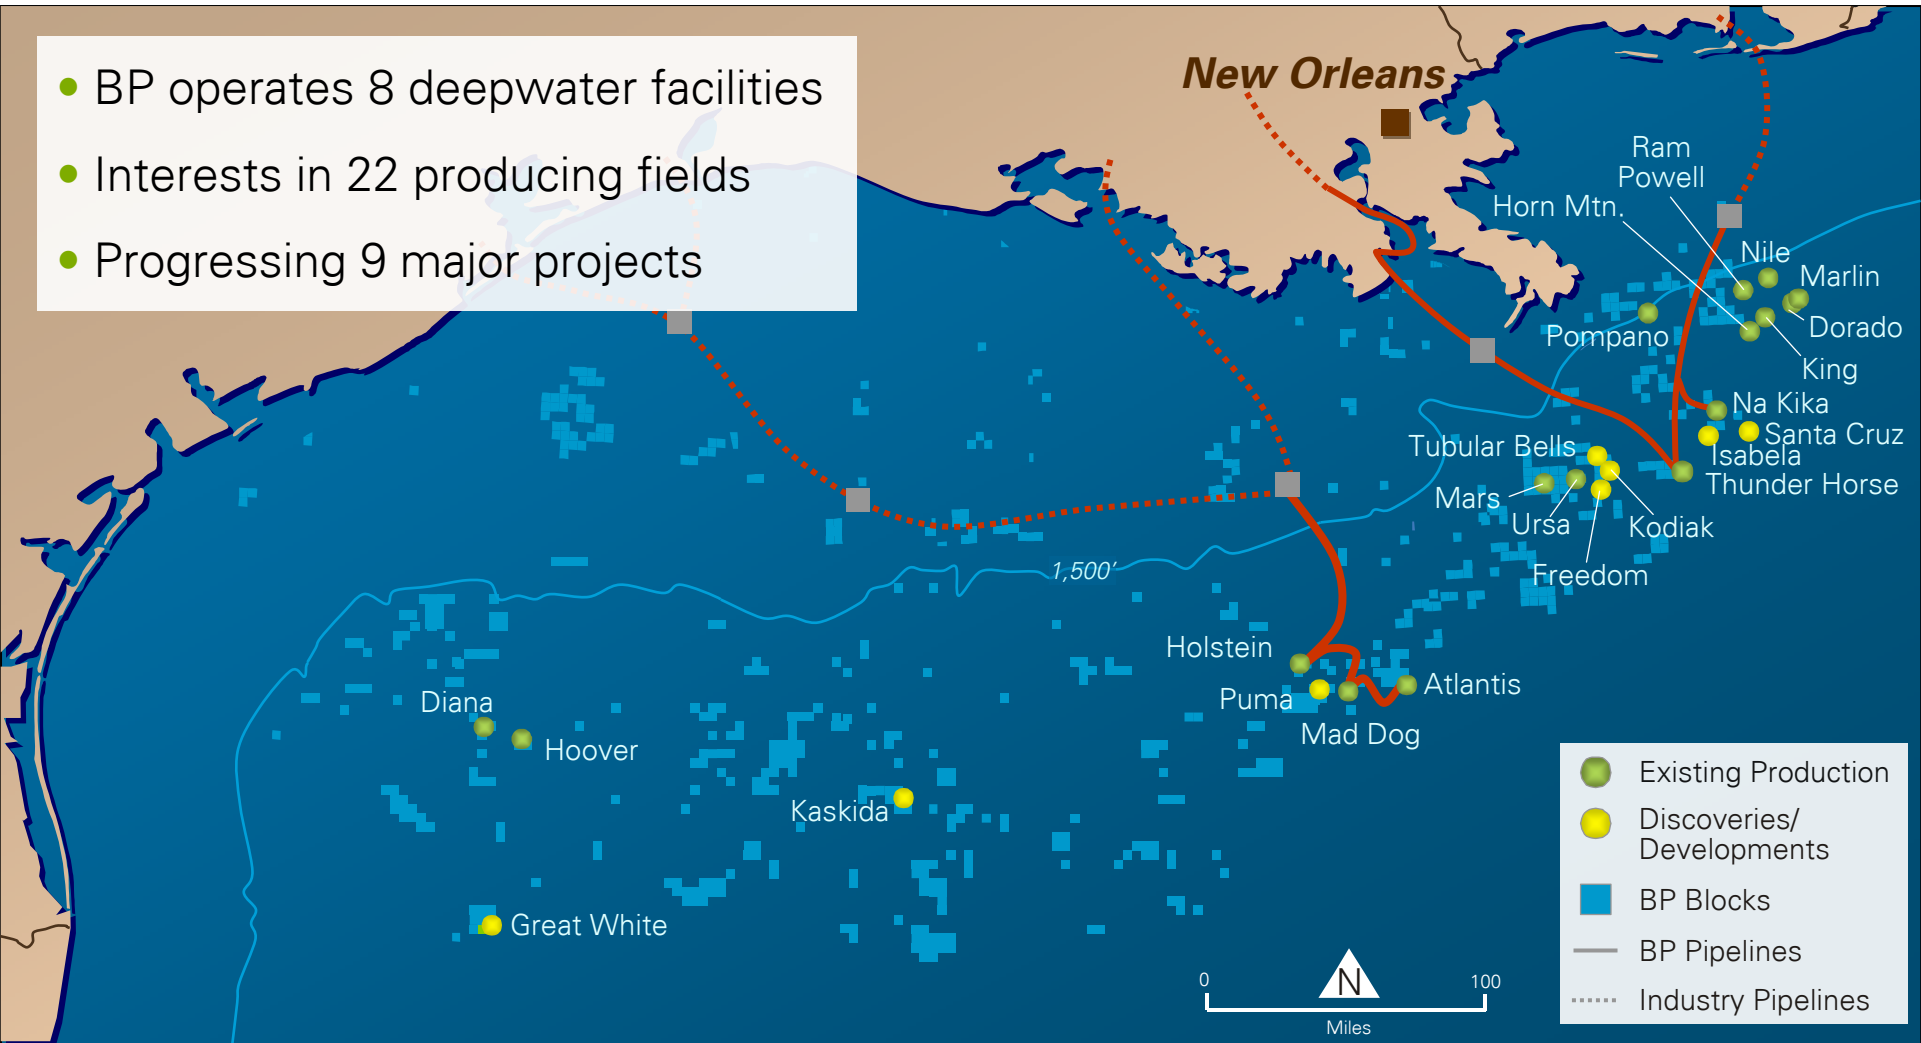 • BP operates 8 deepwater facilities
• Interests in 22 producing fields
• Progressing 9 major projects
New Orleans
Ram
Powell
Horn Mtn.
Nile
Marlin
Pompano
Dorado
King
Na Kika
Santa Cruz
Isabela
Thunder Horse
Tubular Bells
Mars
Ursa
Kodiak
Freedom
1,500’
Holstein
Puma
Atlantis
Mad Dog
Diana
Hoover
Kaskida
Great White
Existing Production
Discoveries/
Developments
BP Blocks
BP Pipelines
Industry Pipelines
N
0
100
Miles